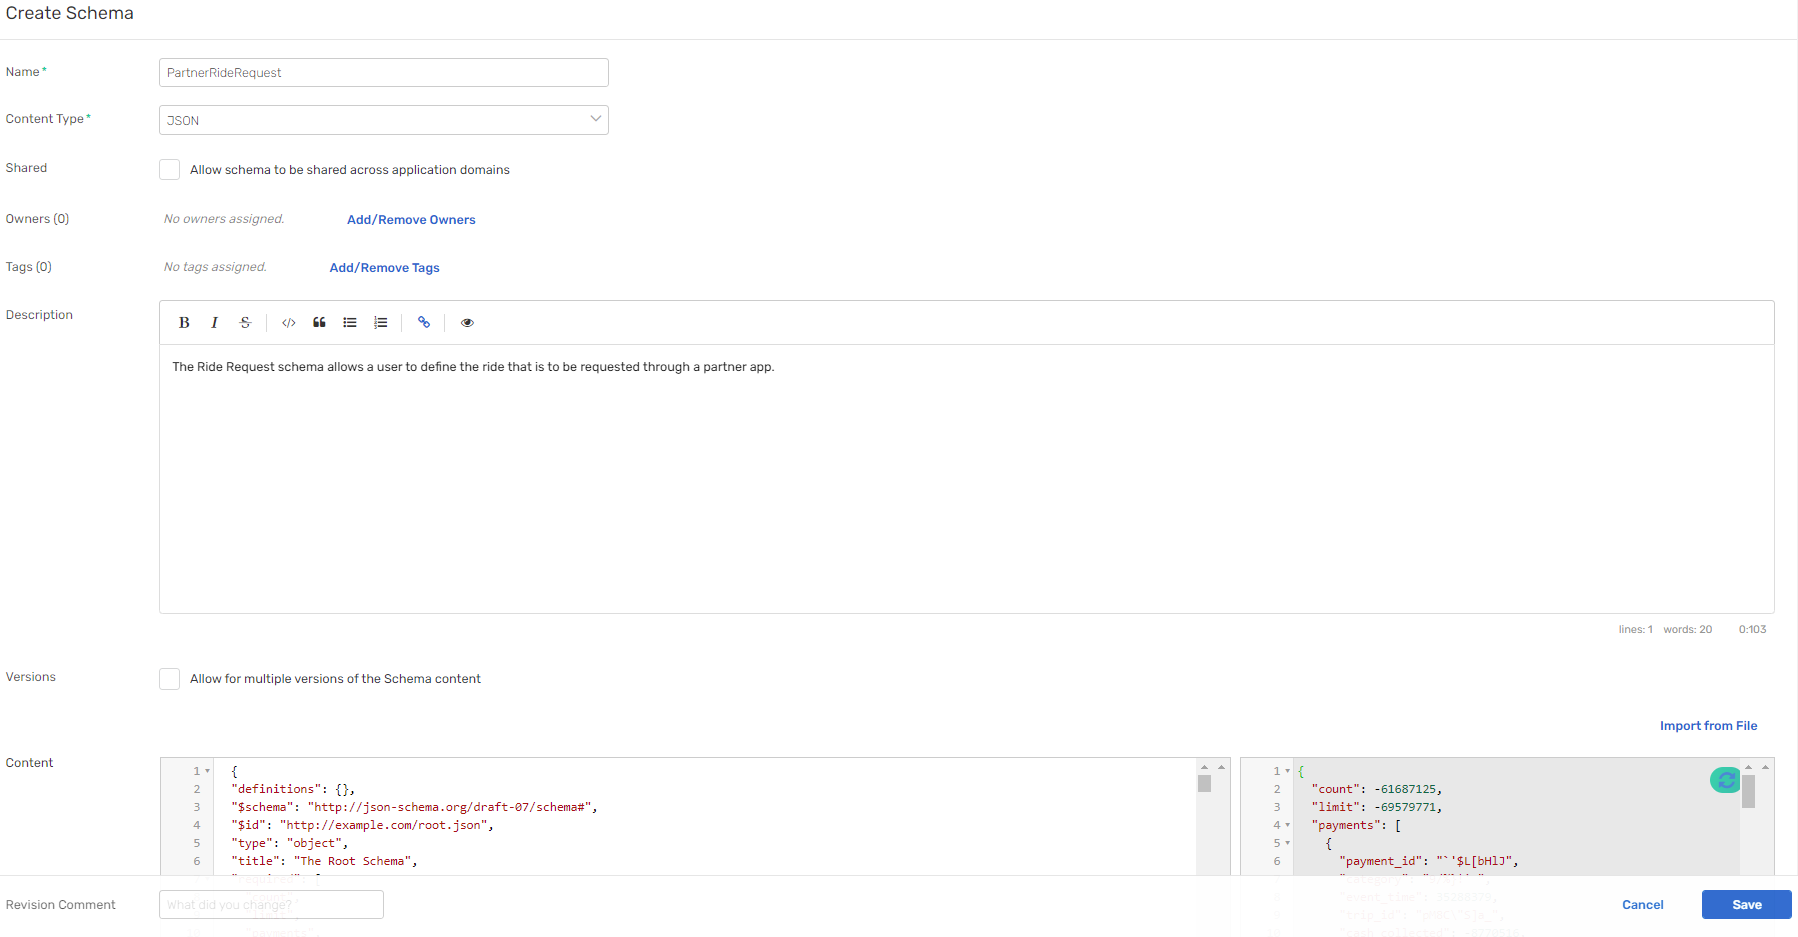 Create Schema
Name*
PartnerRideRequest
Content Type*
JSON
Shared
Allow schema to be shared across application domains
Owners (0)
No owners assigned.
Add/Remove Owners
Tags (0)
No tags assigned.
Add/Remove Tags
Description
B I S
The Ride Request schema allows a user to define the ride that is to be requested through a partner app.
lines: 1 words: 20 0:103
Versions
Allow for multiple versions of the Schema content
Import from File
Content
1 {
2 "definitions": {},
3 "$schema": "http://json-schema.org/draft-07/schema#",
4 "$id": "http://example.com/root.json",
5 "type": "object",
6 "title": "The Root Schema",
1 {
2 "count": -61687125,
3 "limit": -69579771,
4 "payments": [
5 {
6 "payment_id": "`'$L[bHlJ",
Revision Comment
What did you change?
10 "payments",
Cancel
Save